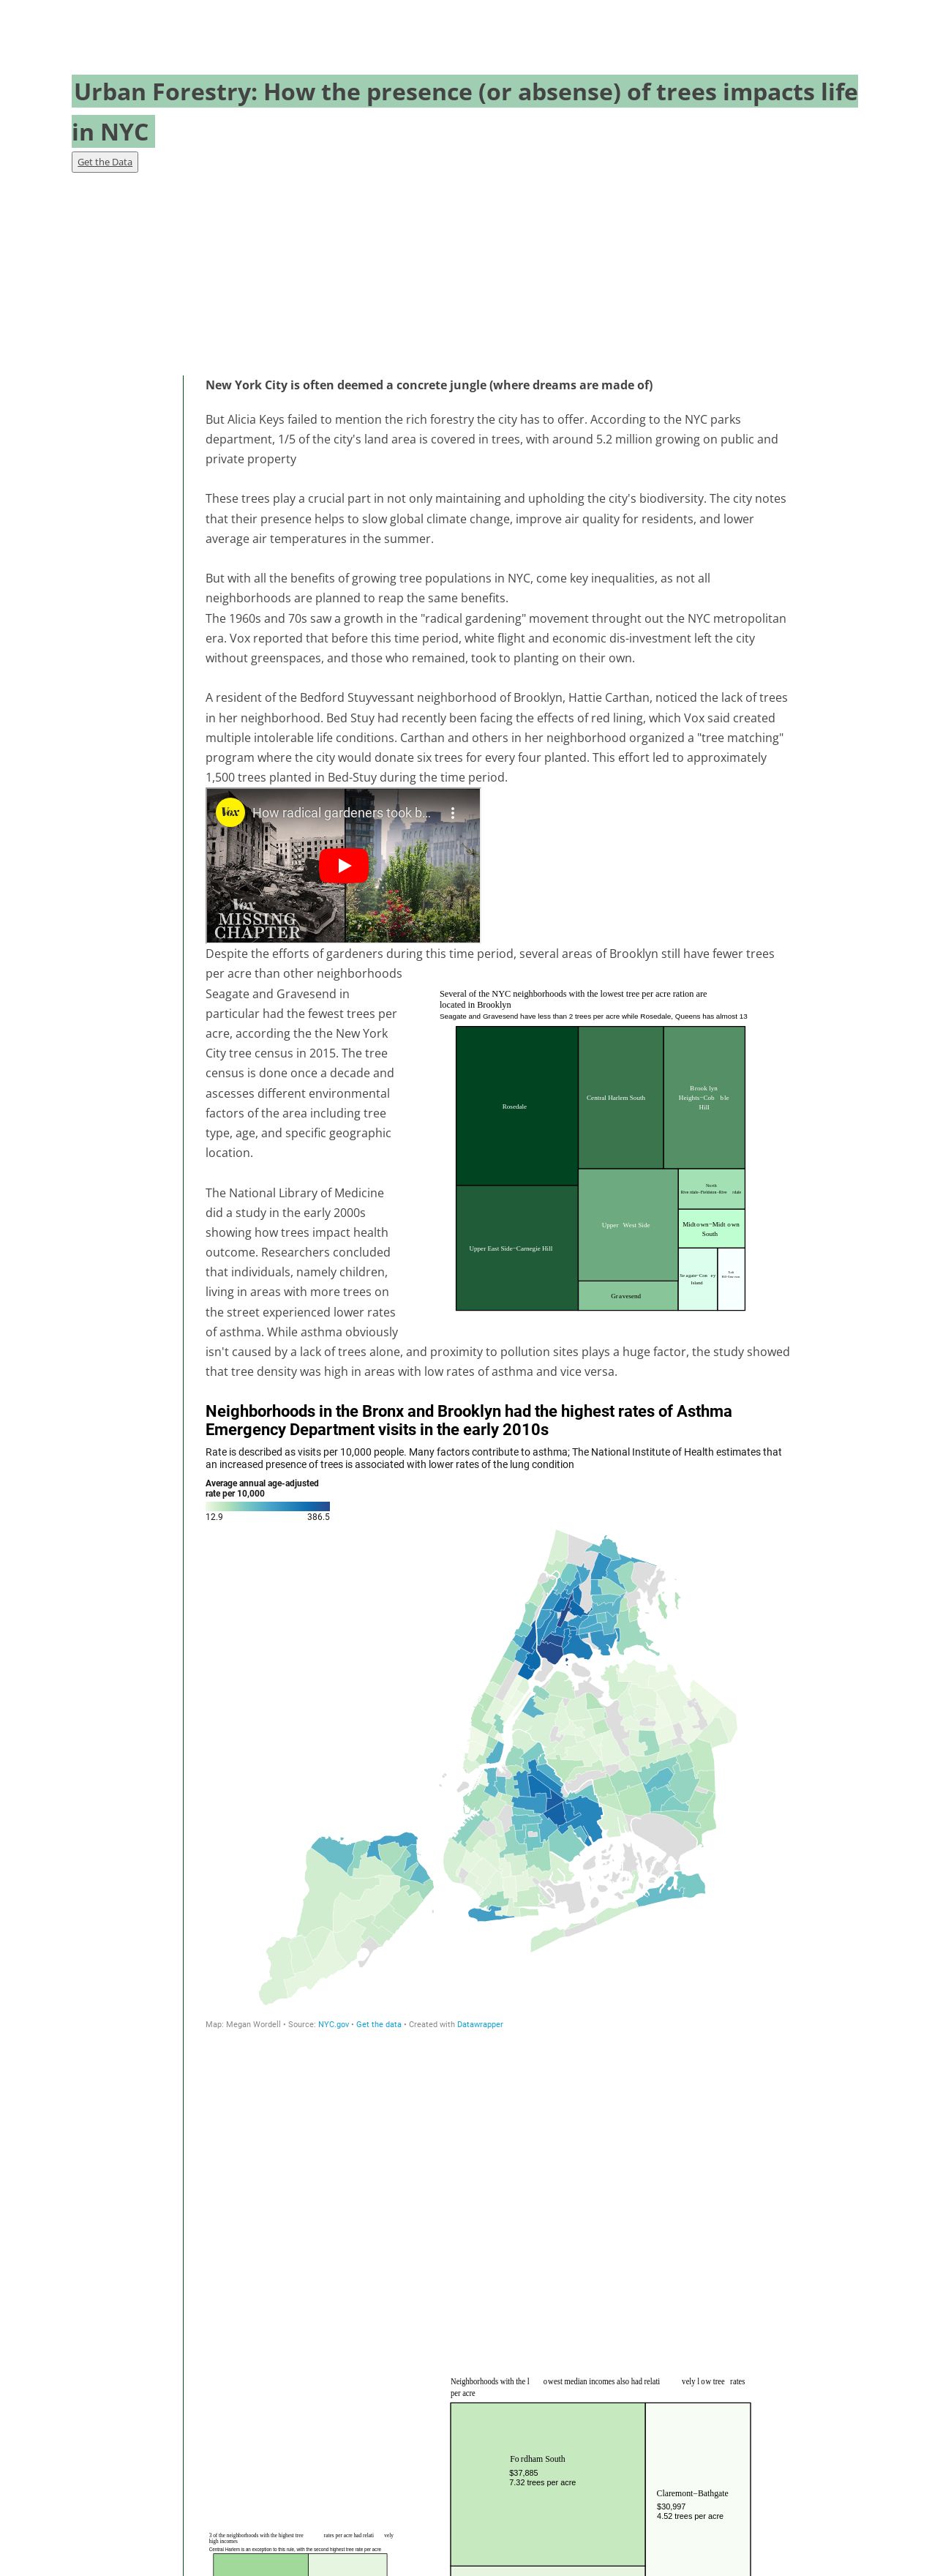 Urban Forestry: How the presence (or absense) of trees impacts life
in NYC
Get the Data
New York City is often deemed a concrete jungle (where dreams are made of)
But Alicia Keys failed to mention the rich forestry the city has to offer. According to the NYC parks
department, 1/5 of the city's land area is covered in trees, with around 5.2 million growing on public and
private property
These trees play a crucial part in not only maintaining and upholding the city's biodiversity. The city notes
that their presence helps to slow global climate change, improve air quality for residents, and lower
average air temperatures in the summer.
But with all the benefits of growing tree populations in NYC, come key inequalities, as not all
neighborhoods are planned to reap the same benefits.
The 1960s and 70s saw a growth in the "radical gardening" movement throught out the NYC metropolitan
era. Vox reported that before this time period, white flight and economic dis-investment left the city
without greenspaces, and those who remained, took to planting on their own.
A resident of the Bedford Stuyvessant neighborhood of Brooklyn, Hattie Carthan, noticed the lack of trees
in her neighborhood. Bed Stuy had recently been facing the effects of red lining, which Vox said created
multiple intolerable life conditions. Carthan and others in her neighborhood organized a "tree matching"
program where the city would donate six trees for every four planted. This effort led to approximately
1,500 trees planted in Bed-Stuy during the time period.
Vox
How radical gardeners took b...
Vox
MISSING
CHAPTER
Despite the efforts of gardeners during this time period, several areas of Brooklyn still have fewer trees
per acre than other neighborhoods
Seagate and Gravesend in
particular had the fewest trees per
acre, according the the New York
City tree census in 2015. The tree
census is done once a decade and
ascesses different environmental
factors of the area including tree
type, age, and specific geographic
location.
Several of the NYC neighborhoods with the lowest tree per acre ration are
located in Brooklyn
Seagate and Gravesend have less than 2 trees per acre while Rosedale, Queens has almost 13
Rosedale
Central Harlem South
Brook lyn
Heights-Cob ble
Hill
Upper East Side-Carnegie Hill
Upper West Side
Gravesend
North
Midtown-Midt own
South
Seagate-Con ey
Island
The National Library of Medicine
did a study in the early 2000s
showing how trees impact health
outcome. Researchers concluded
that individuals, namely children,
living in areas with more trees on
the street experienced lower rates
of asthma. While asthma obviously
isn't caused by a lack of trees alone, and proximity to pollution sites plays a huge factor, the study showed
that tree density was high in areas with low rates of asthma and vice versa.
Neighborhoods in the Bronx and Brooklyn had the highest rates of Asthma
Emergency Department visits in the early 2010s
Rate is described as visits per 10,000 people. Many factors contribute to asthma; The National Institute of Health estimates that
an increased presence of trees is associated with lower rates of the lung condition
Average annual age-adjusted
rate per 10,000
12.9 386.5
Map: Megan Wordell • Source: NYC.gov • Get the data • Created with Datawrapper
Neighborhoods with the l owest median incomes also had relati vely l ow tree rates
per acre
Fo rdham South
$37,885
7.32 trees per acre
Claremont-Bathgate
$30,997
4.52 trees per acre
3 of the neighborhoods with the highest tree rates per acre had relati vely
high incomes
Central Harlem is an exception to this rule, with the second highest tree rate per acre